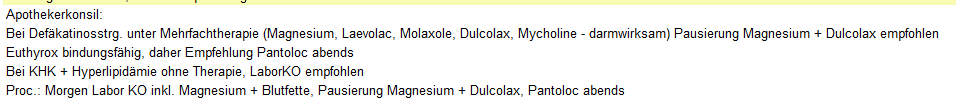 Apothekerkonsil:
Bei Defäkatinosstrg. unter Mehrfachtherapie (Magnesium, Laevolac, Molaxole, Dulcolax, Mycholine - darmwirksam) Pausierung Magnesium + Dulcolax empfohlen
Euthyrox bindungsfähig, daher Empfehlung Pantoloc abends
Bei KHK + Hyperlipidämie ohne Therapie, LaborKO empfohlen
Proc.: Morgen Labor KO inkl. Magnesium + Blutfette, Pausierung Magnesium + Dulcolax, Pantoloc abends